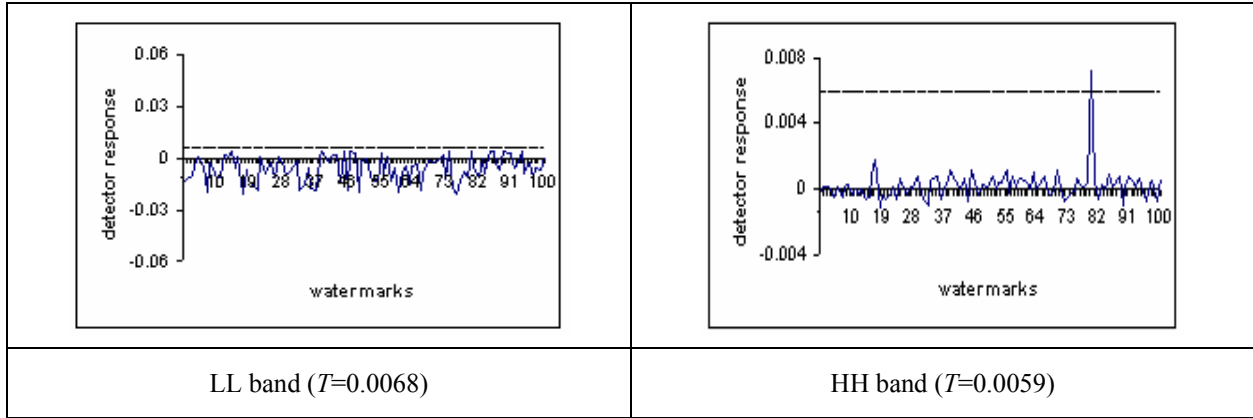 0.06
0.03
0
-0.03
-0.06
detector response
10 19 28 37 46 55 64 73 82 91 100
watermarks
0.008
0.004
0
-0.004
detector response
10 19 28 37 46 55 64 73 82 91 100
watermarks
LL band (T=0.0068)
HH band (T=0.0059)